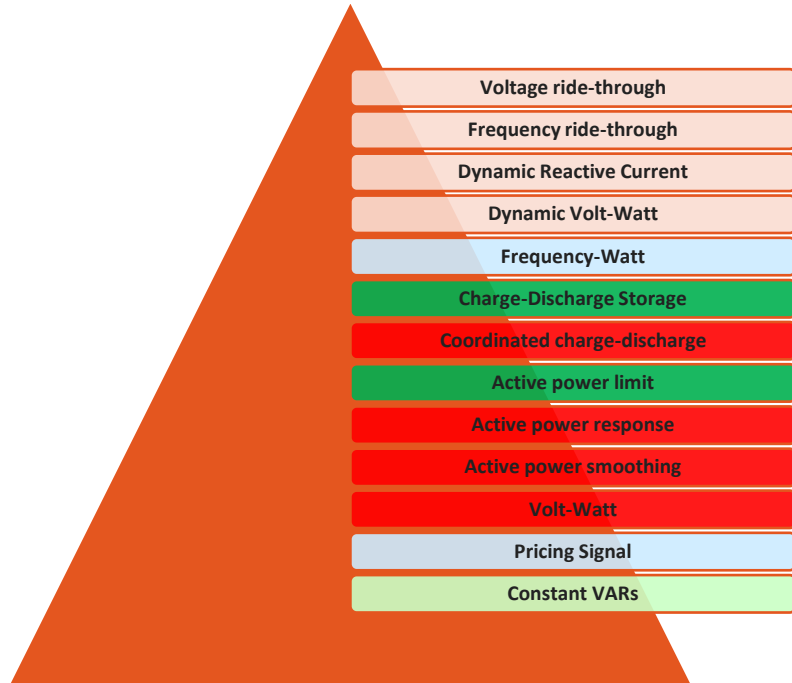 Voltage ride-through
Frequency ride-through
Dynamic Reactive Current
Dynamic Volt-Watt
Frequency-Watt
Charge-Discharge Storage
Coordinated charge-discharge
Active power limit
Active power response
Active power smoothing
Volt-Watt
Pricing Signal
Constant VARs